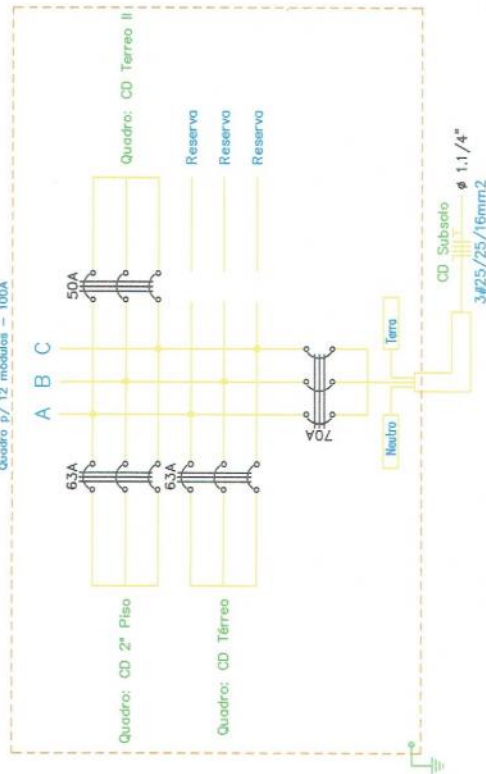 Quadro p/ 12 módulos - 100A
A
B
C
63A
50A
Quadro: CD 2º Piso
Quadro: CD Terreo II
63A
Quadro: CD Térreo
Reserva
Reserva
Reserva
70A
Neutro
Terra
CD Subsolo
ø 1.1/4"
3#25/25/16mm2